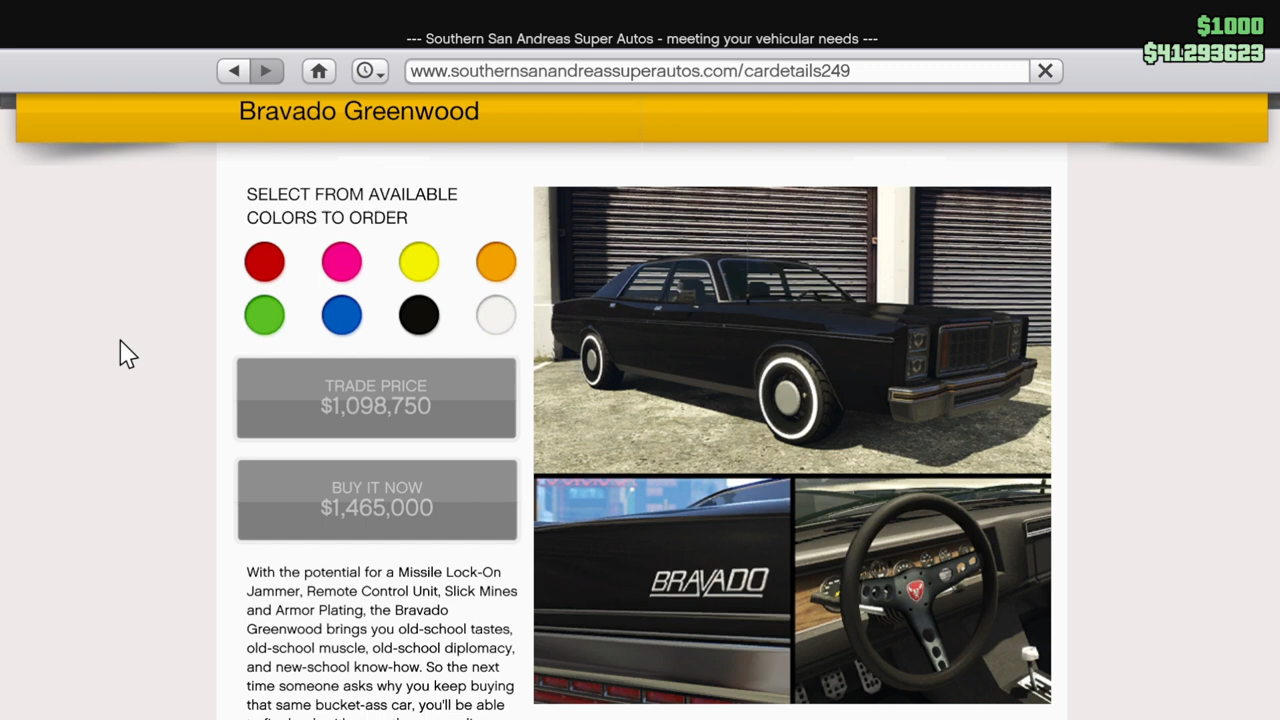 --- Southern San Andreas Super Autos - meeting your vehicular needs ---
$1000
$41293623
www.southernsanandreassuperautos.com/cardetails249
Bravado Greenwood
SELECT FROM AVAILABLE
COLORS TO ORDER
TRADE PRICE
$1,098,750
BUY IT NOW
$1,465,000
With the potential for a Missile Lock-On
Jammer, Remote Control Unit, Slick Mines
and Armor Plating, the Bravado
Greenwood brings you old-school tastes,
old-school muscle, old-school diplomacy,
and new-school know-how. So the next
time someone asks why you keep buying
that same bucket-ass car, you'll be able
BRAVADO